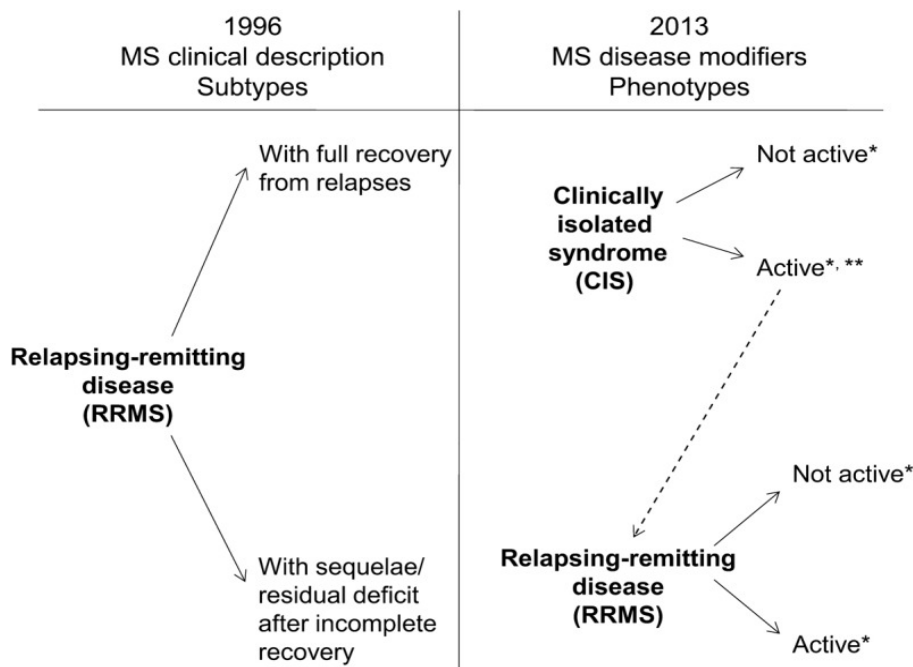 1996
MS clinical description
Subtypes
2013
MS disease modifiers
Phenotypes
With full recovery
from relapses
Relapsing-remitting
disease
(RRMS)
With sequelae/
residual deficit
after incomplete
recovery
Not active*
Clinically
isolated
syndrome
(CIS)
Active*, **
Not active*
Relapsing-remitting
disease
(RRMS)
Active*